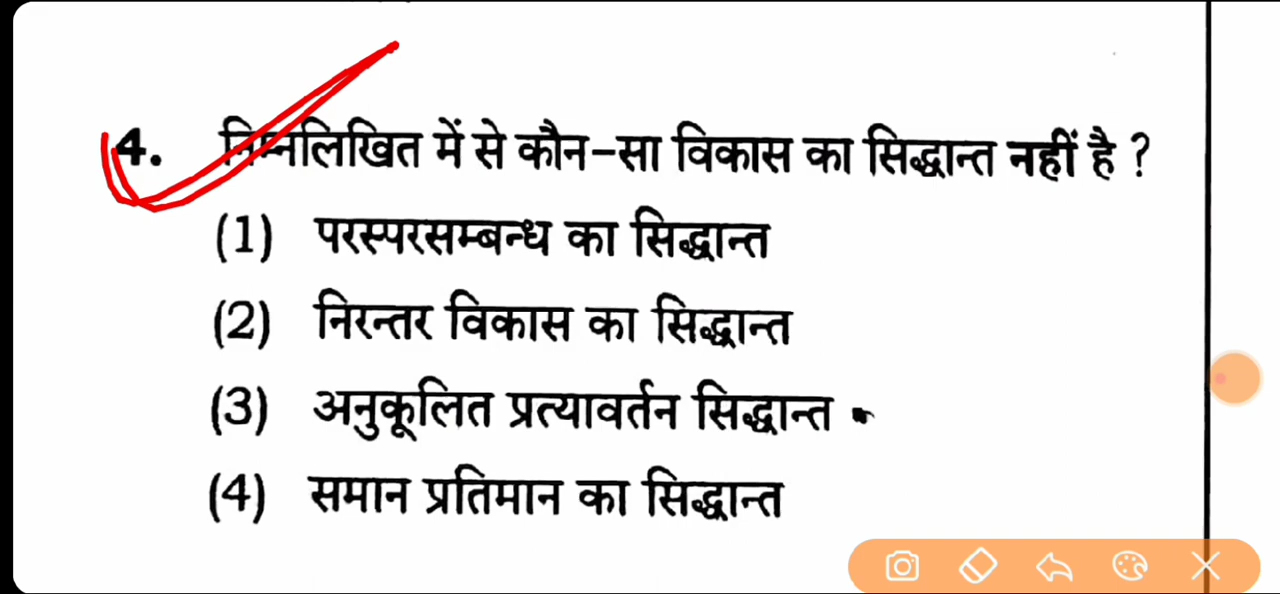 4. निम्नलिखित में से कौन-सा विकास का सिद्धान्त नहीं है ?
(1) परस्परसम्बन्ध का सिद्धान्त
(2) निरन्तर विकास का सिद्धान्त
(3) अनुकूलित प्रत्यावर्तन सिद्धान्त
(4) समान प्रतिमान का सिद्धान्त